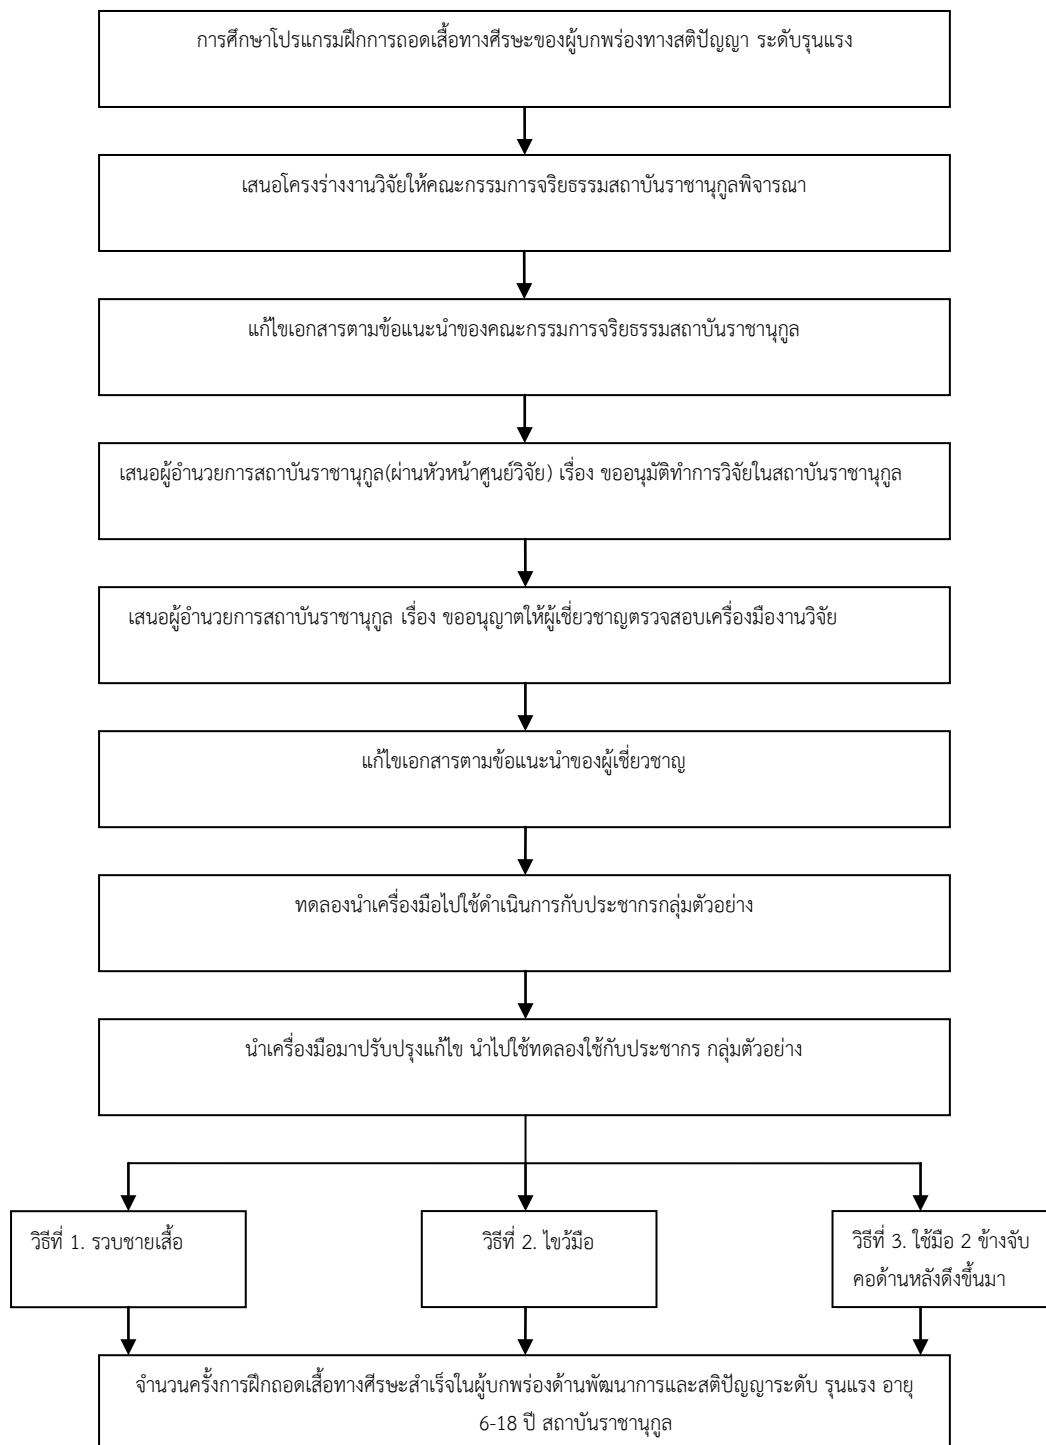 การศึกษาโปรแกรมฝึกการถอดเสื้อทางศีรษะของผู้บกพร่องทางสติปัญญา ระดับรุนแรง
เสนอโครงร่างงานวิจัยให้คณะกรรมการจริยธรรมสถาบันราชานุกูลพิจารณา
แก้ไขเอกสารตามข้อแนะนำของคณะกรรมการจริยธรรมสถาบันราชานุกูล
เสนอผู้อำนวยการสถาบันราชานุกูล(ผ่านหัวหน้าศูนย์วิจัย) เรื่อง ขออนุมัติทำการวิจัยในสถาบันราชานุกูล
เสนอผู้อำนวยการสถาบันราชานุกูล เรื่อง ขออนุญาตให้ผู้เชี่ยวชาญตรวจสอบเครื่องมืองานวิจัย
แก้ไขเอกสารตามข้อแนะนำของผู้เชี่ยวชาญ
ทดลองนำเครื่องมือไปใช้ดำเนินการกับประชากรกลุ่มตัวอย่าง
นำเครื่องมือมาปรับปรุงแก้ไข นำไปใช้ทดลองใช้กับประชากร กลุ่มตัวอย่าง
วิธีที่ 1. รวบชายเสื้อ
วิธีที่ 2. ไขว้มือ
วิธีที่ 3. ใช้มือ 2 ข้างจับ
คอด้านหลังดึงขึ้นมา
จำนวนครั้งการฝึกถอดเสื้อทางศีรษะสำเร็จในผู้บกพร่องด้านพัฒนาการและสติปัญญาระดับ รุนแรง อายุ
6-18 ปี สถาบันราชานุกูล